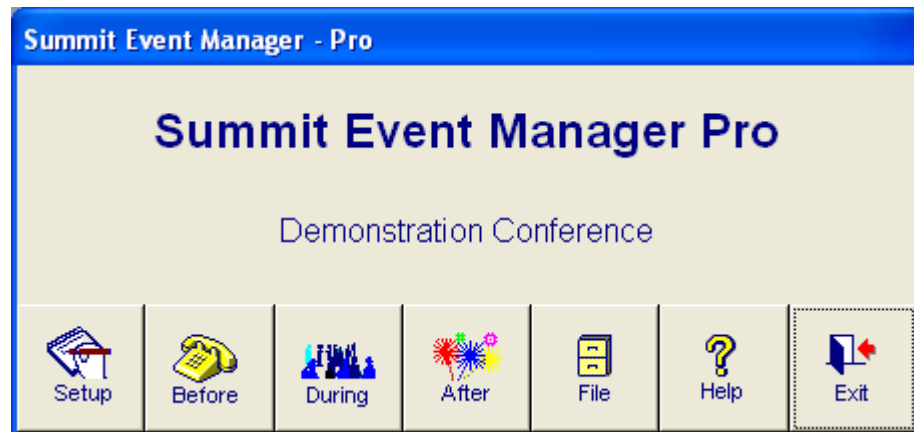 Summit Event Manager - Pro
Summit Event Manager Pro
Demonstration Conference
Setup Before During After File Help Exit